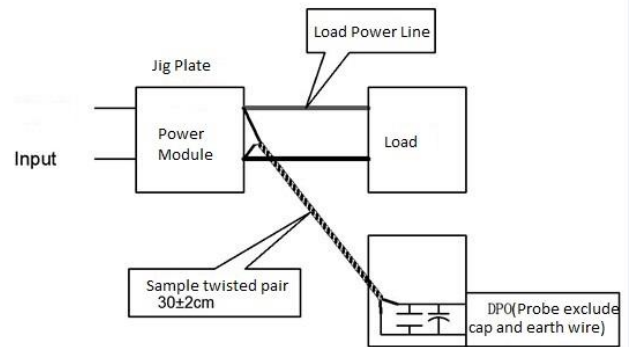 Load Power Line
Jig Plate
Power
Module
Load
Input
Sample twisted pair
30±2cm
DPO(Probe exclude
cap and earth wire)